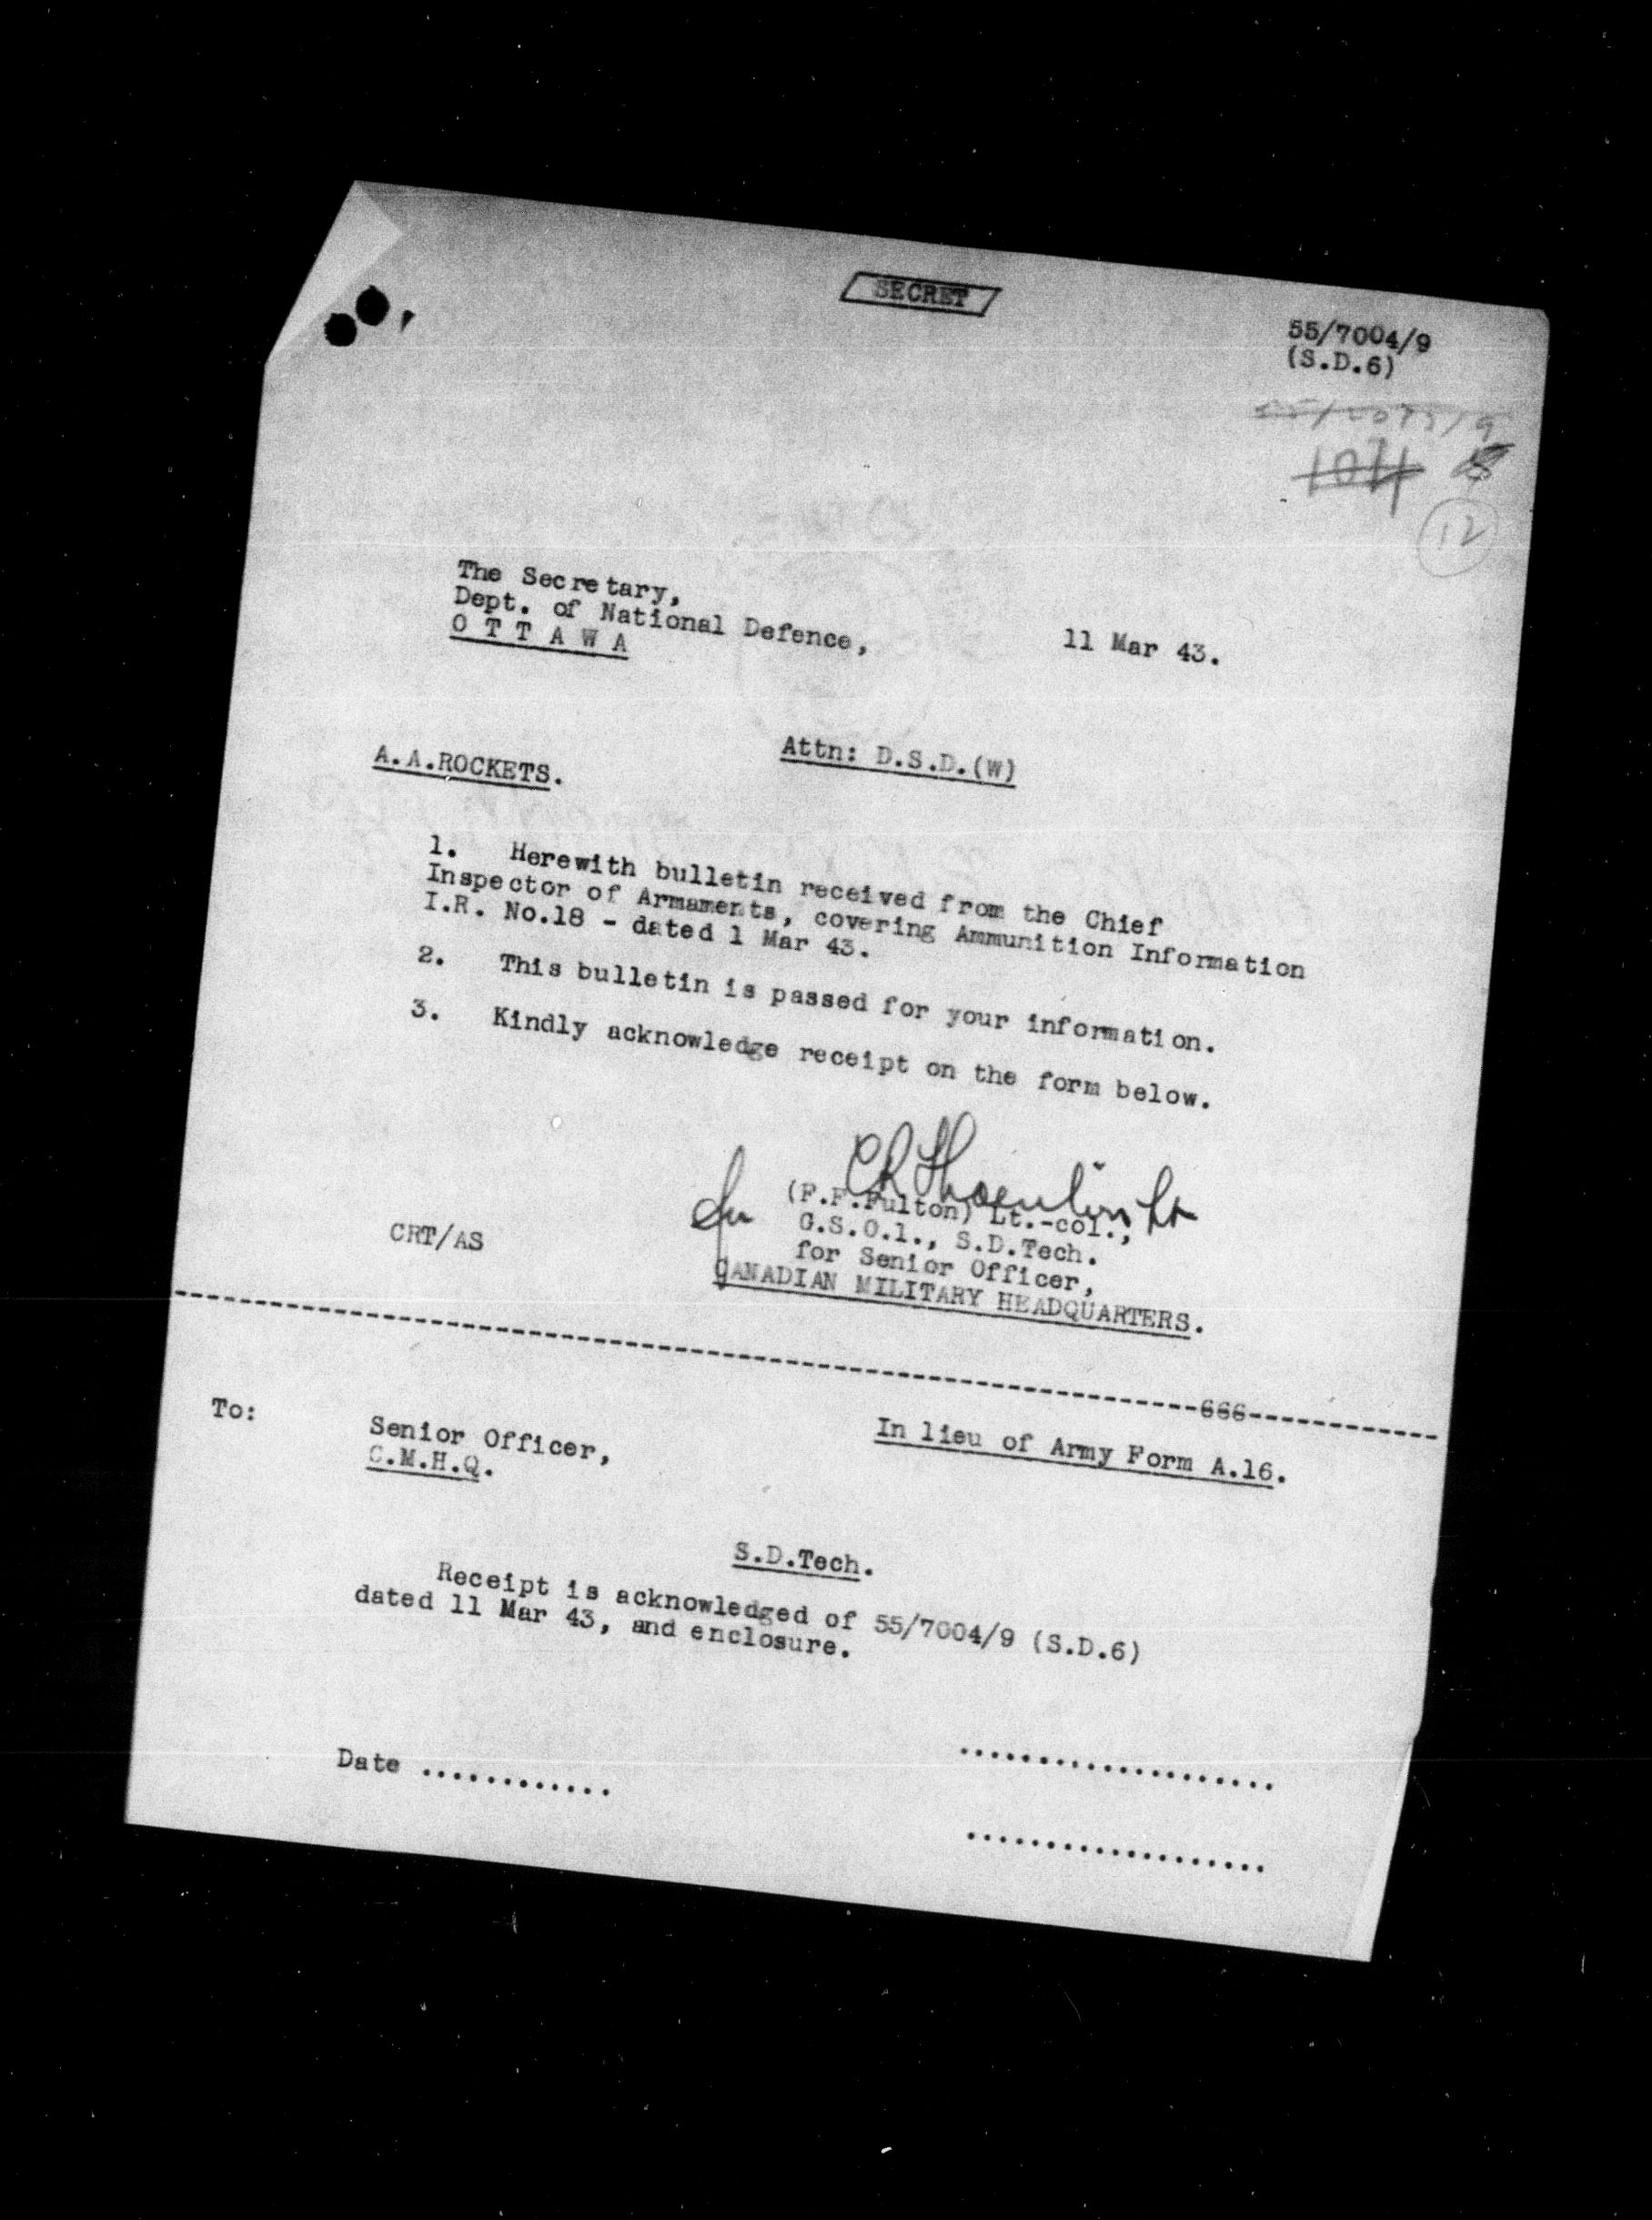 SECRET
55/7004/9
(S.D.6)
1071
12
The Secretary,
Dept. of National Defence,
O T T A W A
11 Mar 43.
Attn: D.S.D.(W)
A.A.ROCKETS.
1. Herewith bulletin received from the Chief
Inspector of Armaments, covering Ammunition Information
I.R. No.18 - dated 1 Mar 43.
2. This bulletin is passed for your information.
3. Kindly acknowledge receipt on the form below.
for
(F.F.Fulton) Lt.-col.,
G.S.O.1., S.D.Tech.
for Senior Officer,
CANADIAN MILITARY HEADQUARTERS.
CRT/AS
-666-
In lieu of Army Form A.16.
To:
Senior Officer,
C.M.H.Q.
S.D.Tech.
Receipt is acknowledged of 55/7004/9 (S.D.6)
dated 11 Mar 43, and enclosure.
Date ............
....................
...................